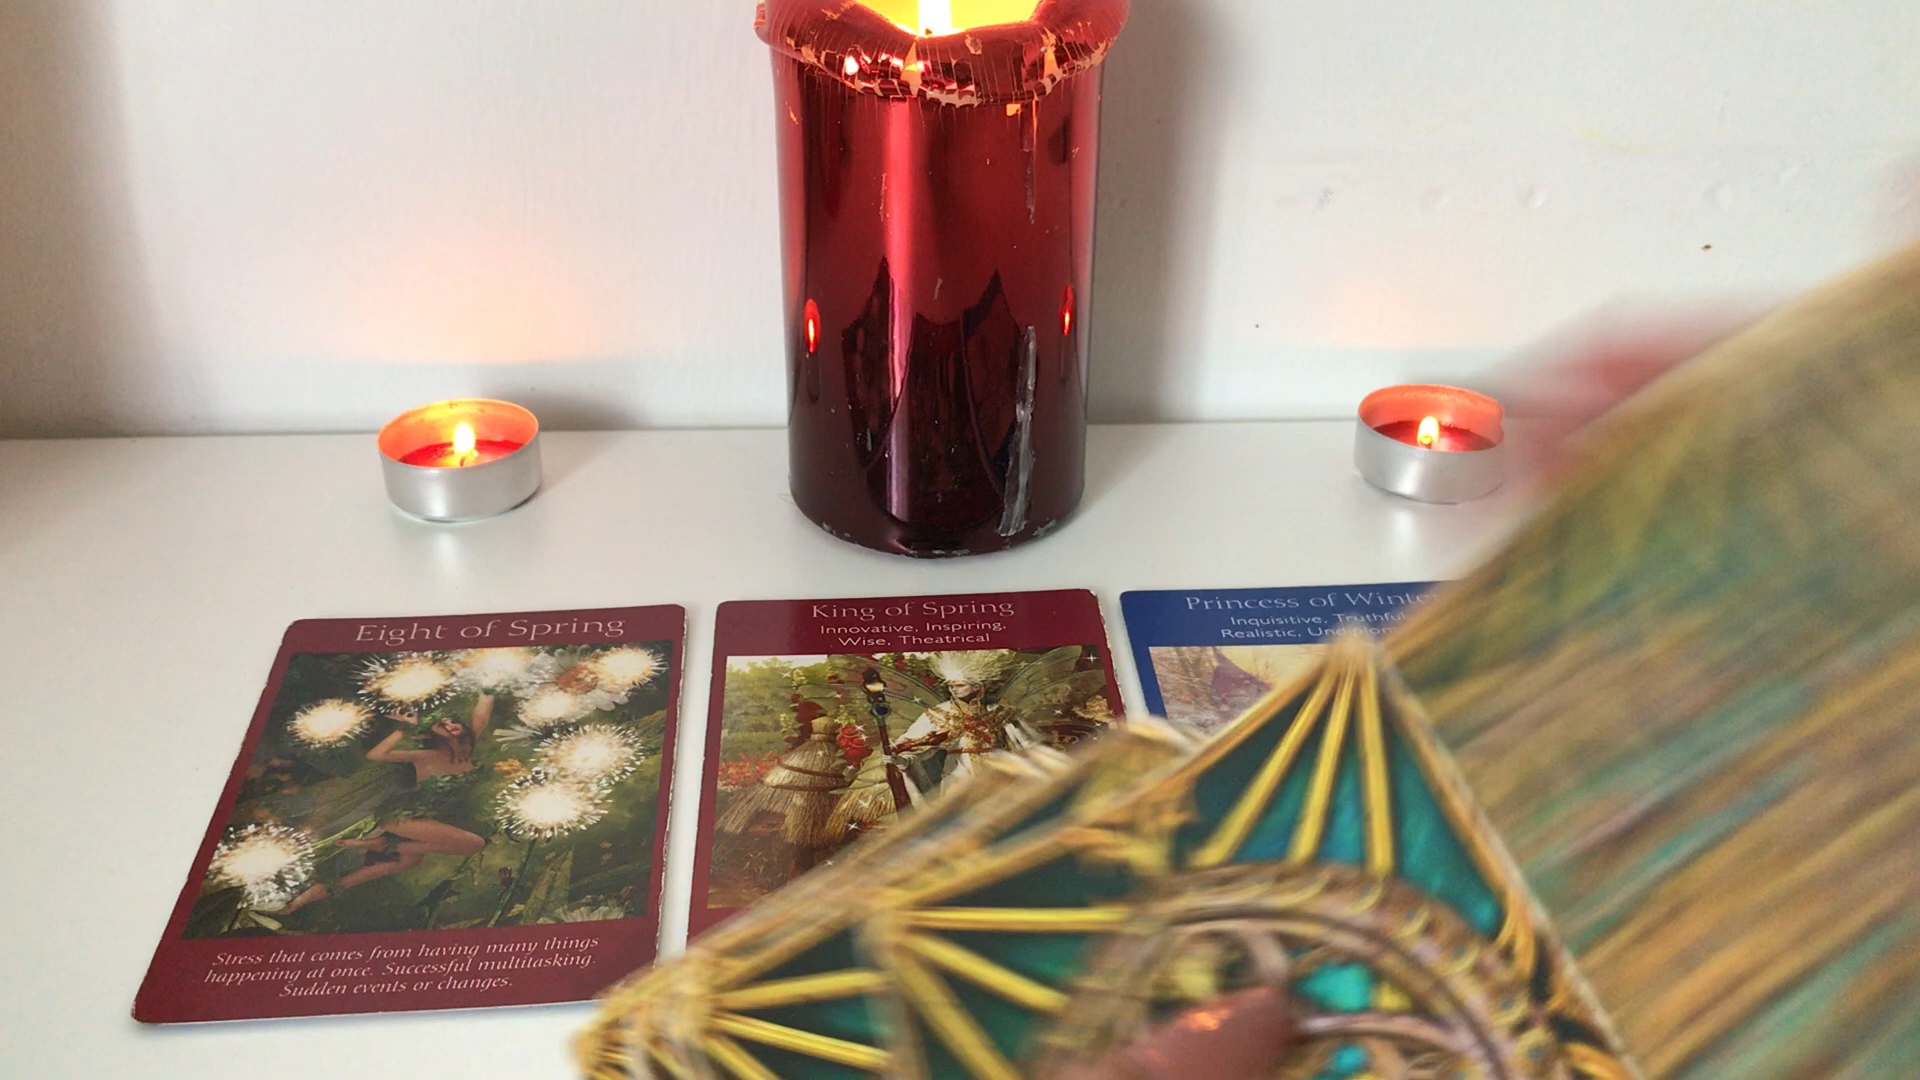 Eight of Spring
Stress that comes from having many things
happening at once. Successful multitasking.
Sudden events or changes.
King of Spring
Innovative, Inspiring,
Wise, Theatrical
Princess of Winter
Inquisitive, Truthful
Realistic,